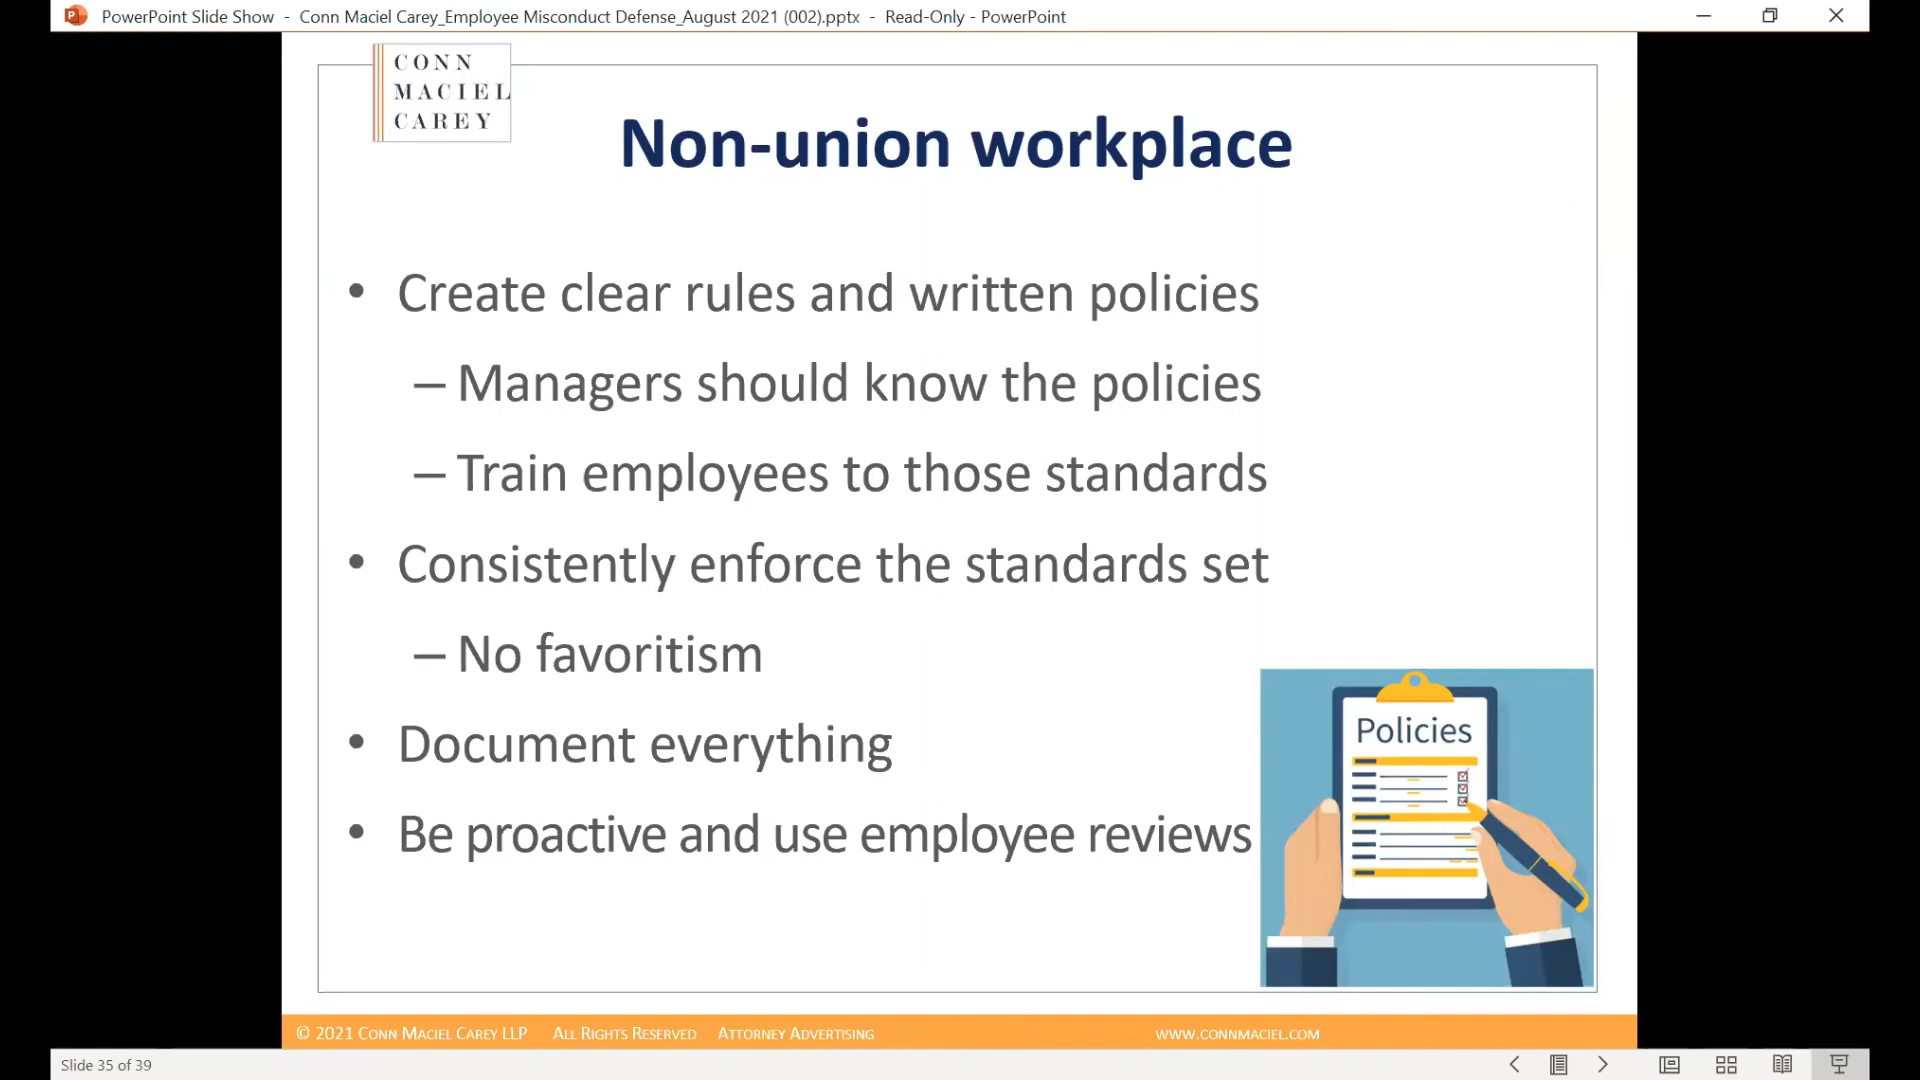 PowerPoint Slide Show - Conn Maciel Carey_Employee Misconduct Defense_August 2021 (002).pptx - Read-Only - PowerPoint
CONN
MACIEL
CAREY
Non-union workplace
• Create clear rules and written policies
– Managers should know the policies
– Train employees to those standards
• Consistently enforce the standards set
– No favoritism
• Document everything
• Be proactive and use employee reviews
Policies
© 2021 CONN MACIEL CAREY LLP ALL RIGHTS RESERVED ATTORNEY ADVERTISING WWW.CONNMACIEL.COM
Slide 35 of 39